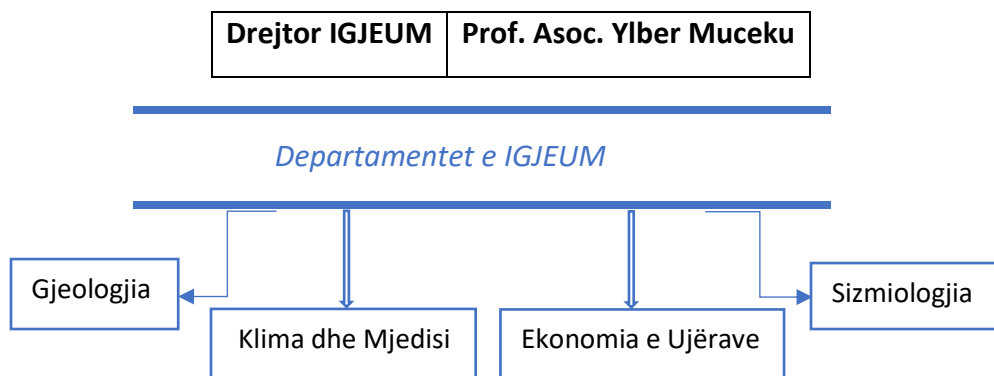 Drejtor IGJEUM Prof. Asoc. Ylber Muceku
Departamentet e IGJEUM
Gjeologjia
Sizmiologjia
Klima dhe Mjedisi
Ekonomia e Ujërave